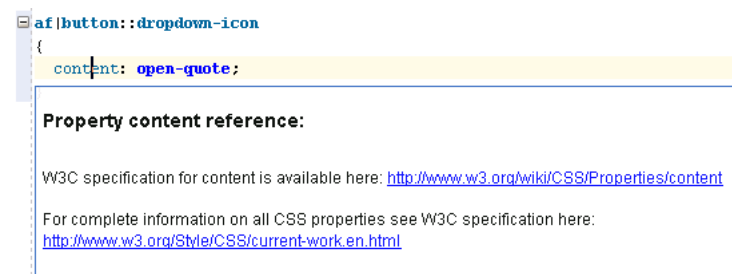 af|button::dropdown-icon
{
content: open-quote;
Property content reference:
W3C specification for content is available here: http://www.w3.org/wiki/CSS/Properties/content
For complete information on all CSS properties see W3C specification here:
http://www.w3.org/Style/CSS/current-work.en.html